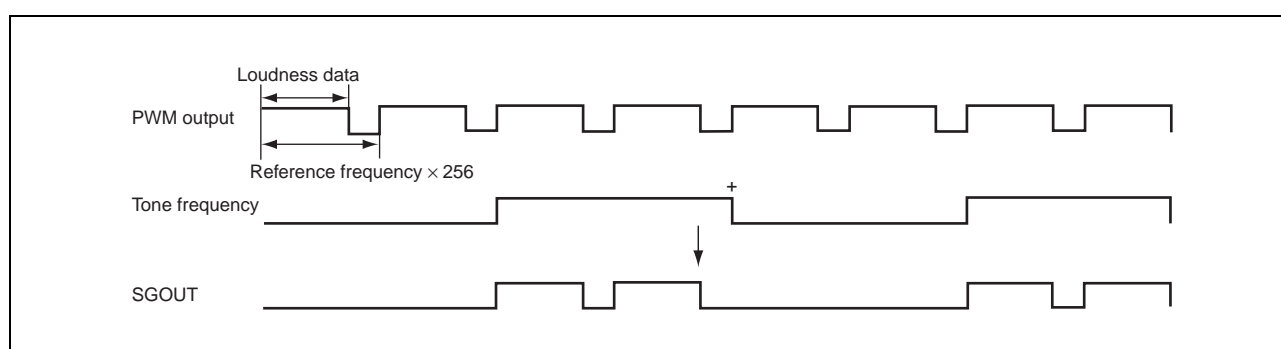 Loudness data
PWM output
Reference frequency × 256
+
Tone frequency
SGOUT